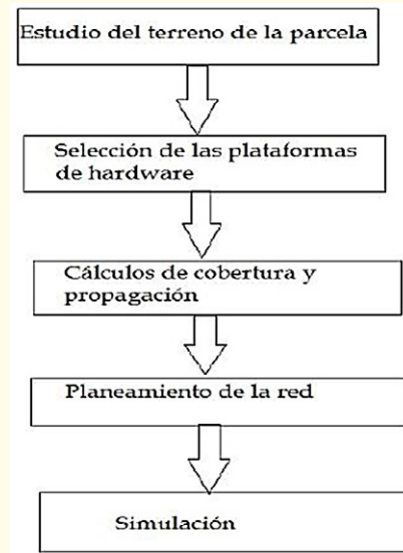 Estudio del terreno de la parcela
Selección de las plataformas
de hardware
Cálculos de cobertura y
propagación
Planeamiento de la red
Simulación